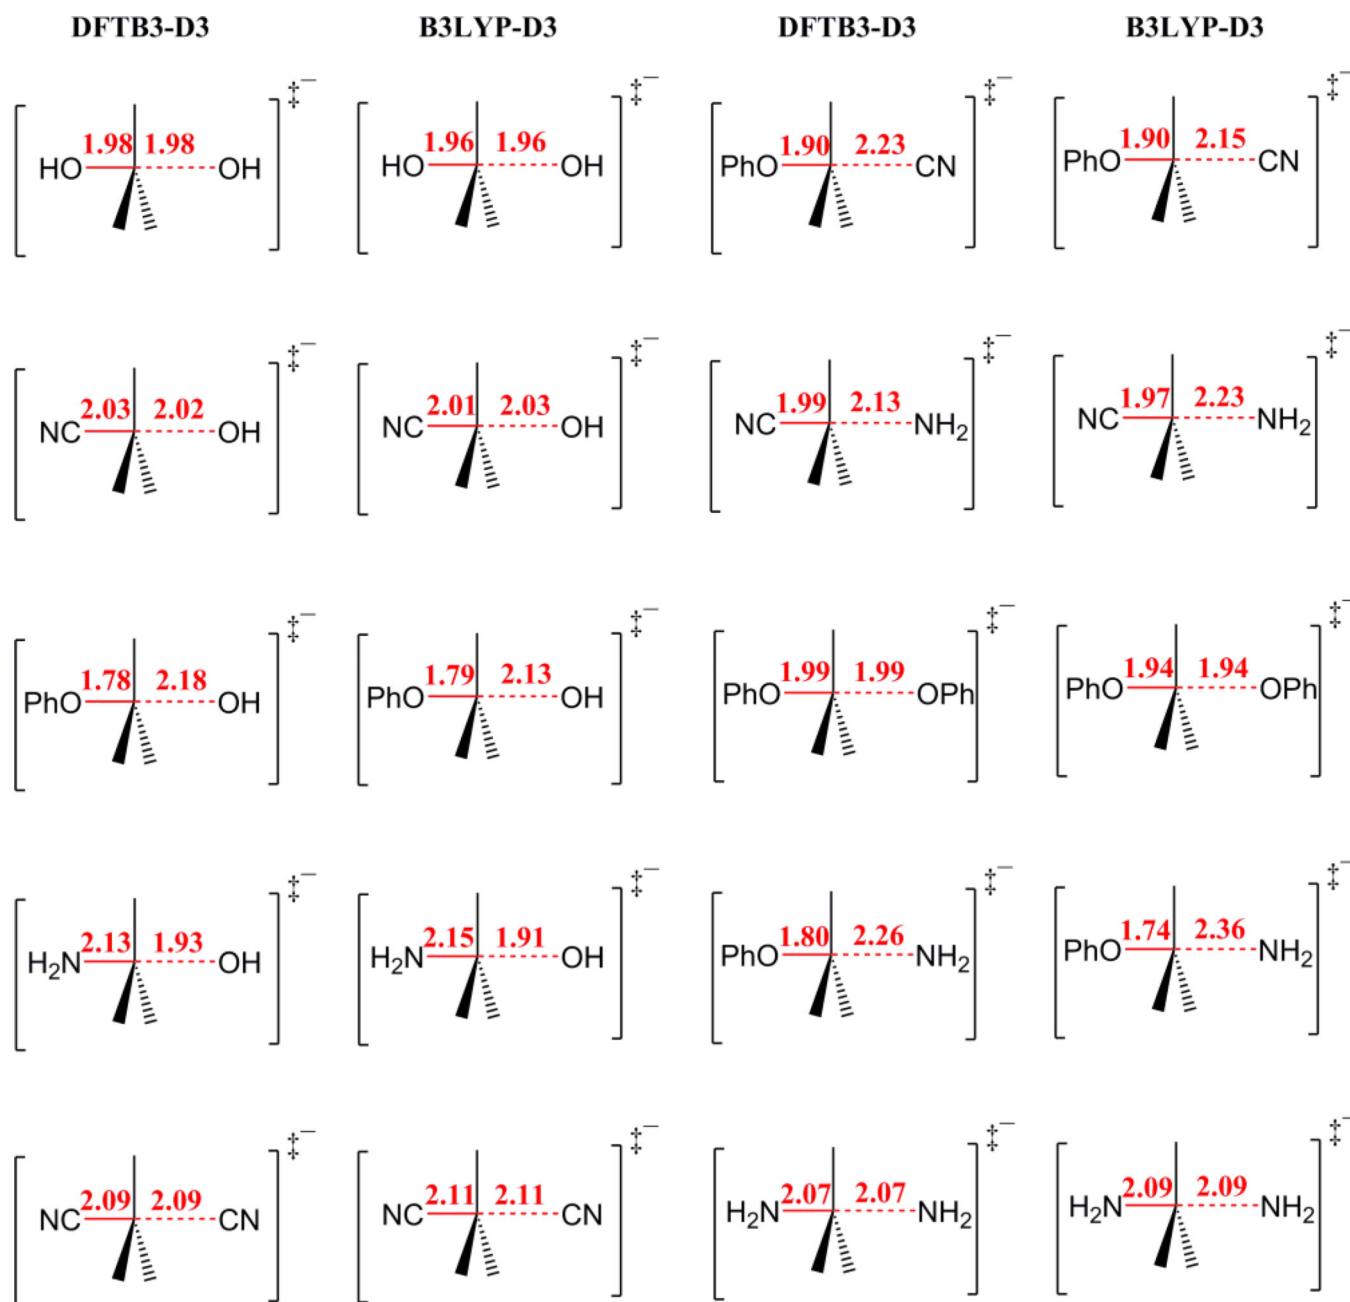 DFTB3-D3 B3LYP-D3 DFTB3-D3 B3LYP-D3
‡− ‡− ‡− ‡−
1.98 1.98 1.96 1.96 1.90 2.23 1.90 2.15
HO OH HO OH PhO CN PhO CN
‡− ‡− ‡− ‡−
2.03 2.02 2.01 2.03 1.99 2.13 1.97 2.23
NC OH NC OH NC NH2 NC NH2
‡− ‡− ‡− ‡−
1.78 2.18 1.79 2.13 1.99 1.99 1.94 1.94
PhO OH PhO OH PhO OPh PhO OPh
‡− ‡− ‡− ‡−
2.13 1.93 2.15 1.91 1.80 2.26 1.74 2.36
H2N OH H2N OH PhO NH2 PhO NH2
‡− ‡− ‡− ‡−
2.09 2.09 2.11 2.11 2.07 2.07 2.09 2.09
NC CN NC CN H2N NH2 H2N NH2